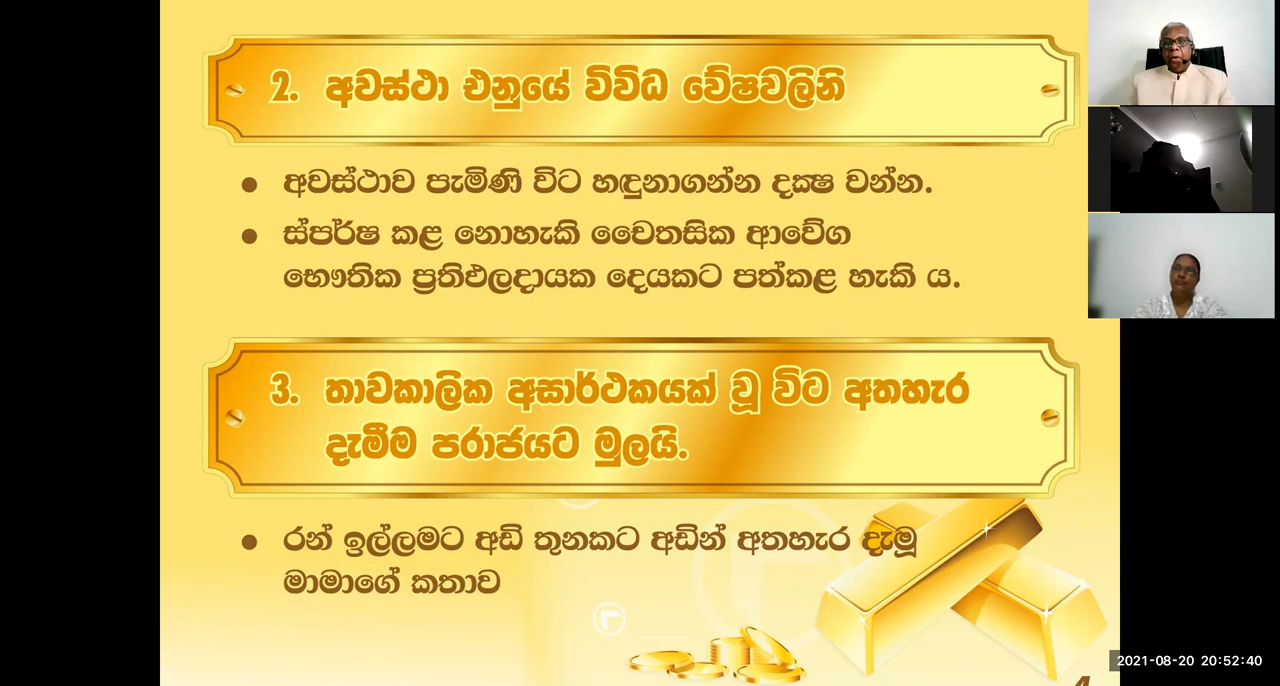 2. අවස්ථා එනුයේ විවිධ වේෂවලිනි
● අවස්ථාව පැමිණි විට හඳුනාගන්න දක්‍ෂ වන්න.
● ස්පර්ෂ කළ නොහැකි චෛතසික ආවේග
භෞතික ප්‍රතිඵලදායක දෙයකට පත්කළ හැකි ය.
3. තාවකාලික අසාර්ථකයක් වූ විට අතහැර
දැමීම පරාජයට මුලයි.
● රන් ඉල්ලමට අඩි තුනකට අඩින් අතහැර දැමූ
මාමාගේ කතාව
2021-08-20 20:52:40